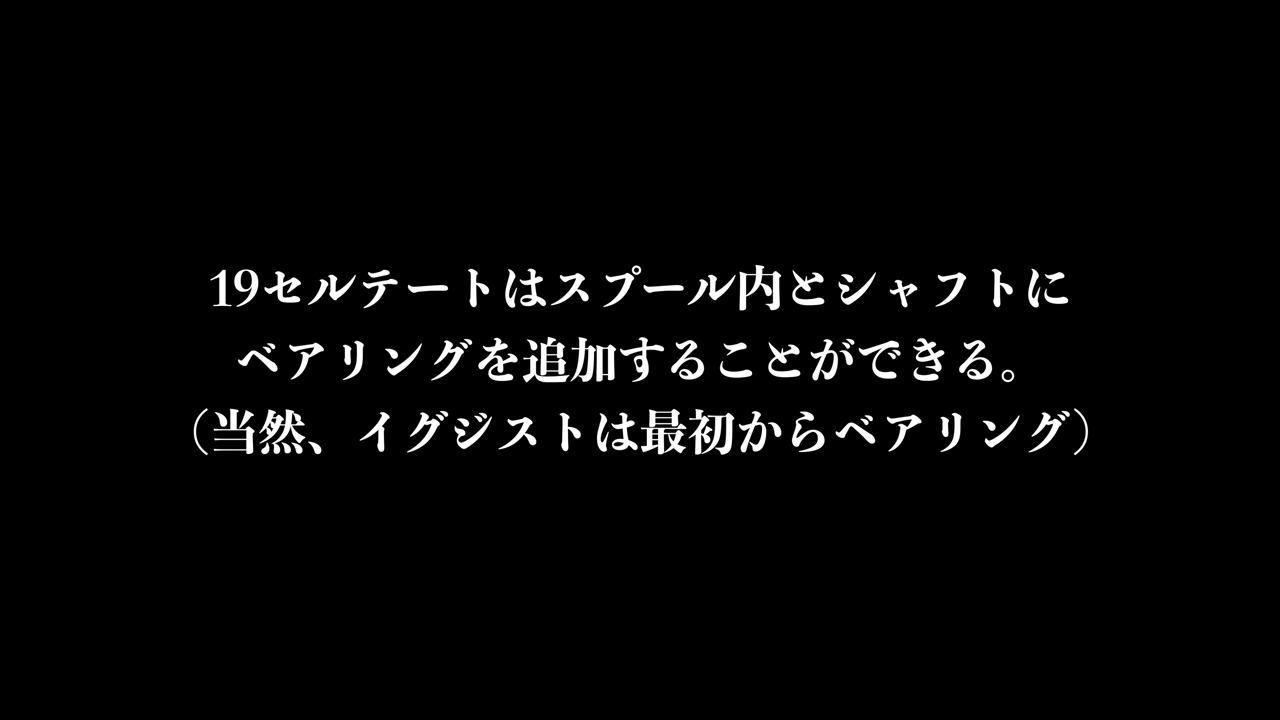 19セルテートはスプール内とシャフトに
ベアリングを追加することができる。
（当然、イグジストは最初からベアリング）